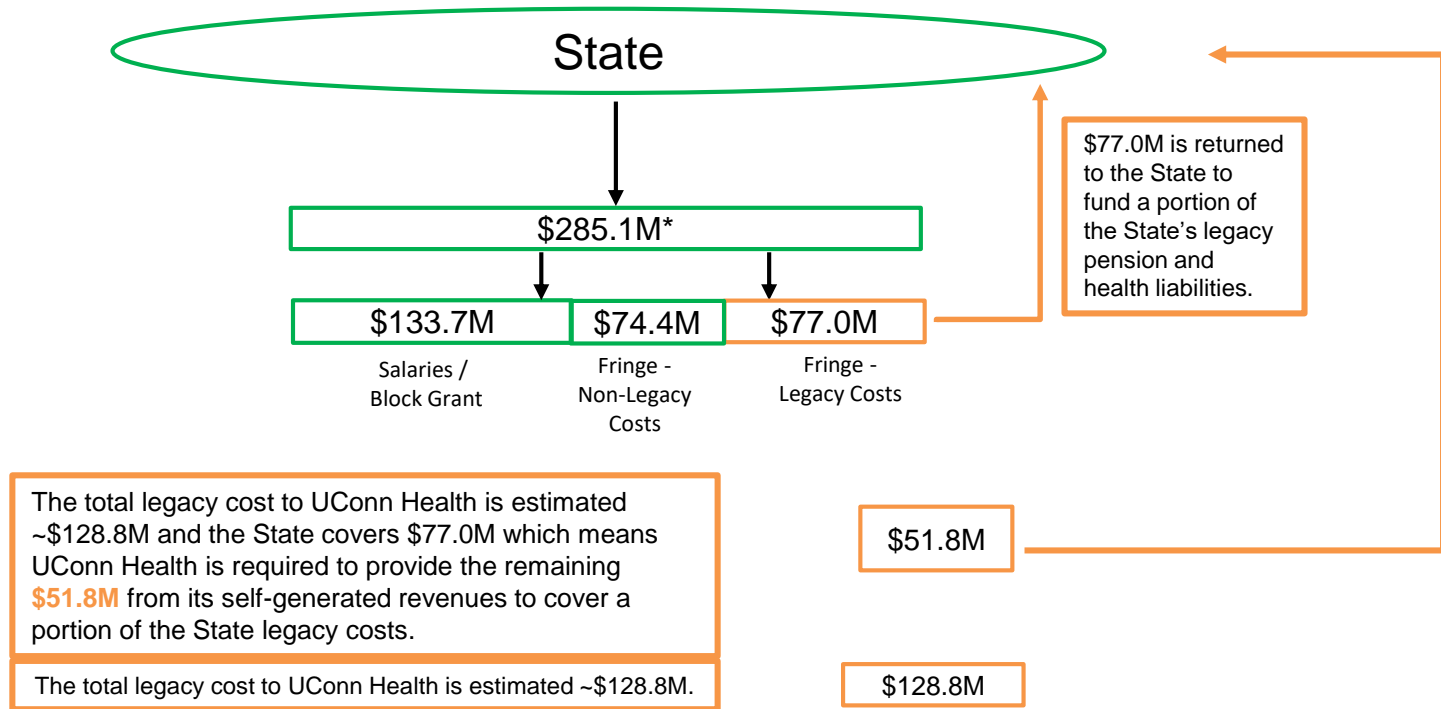 State
$285.1M*
$77.0M is returned
to the State to
fund a portion of
the State’s legacy
pension and
health liabilities.
$133.7M
$74.4M
$77.0M
Salaries /
Block Grant
Fringe -
Non-Legacy
Costs
Fringe -
Legacy Costs
The total legacy cost to UConn Health is estimated
~$128.8M and the State covers $77.0M which means
UConn Health is required to provide the remaining
$51.8M from its self-generated revenues to cover a
portion of the State legacy costs.
$51.8M
The total legacy cost to UConn Health is estimated ~$128.8M.
$128.8M